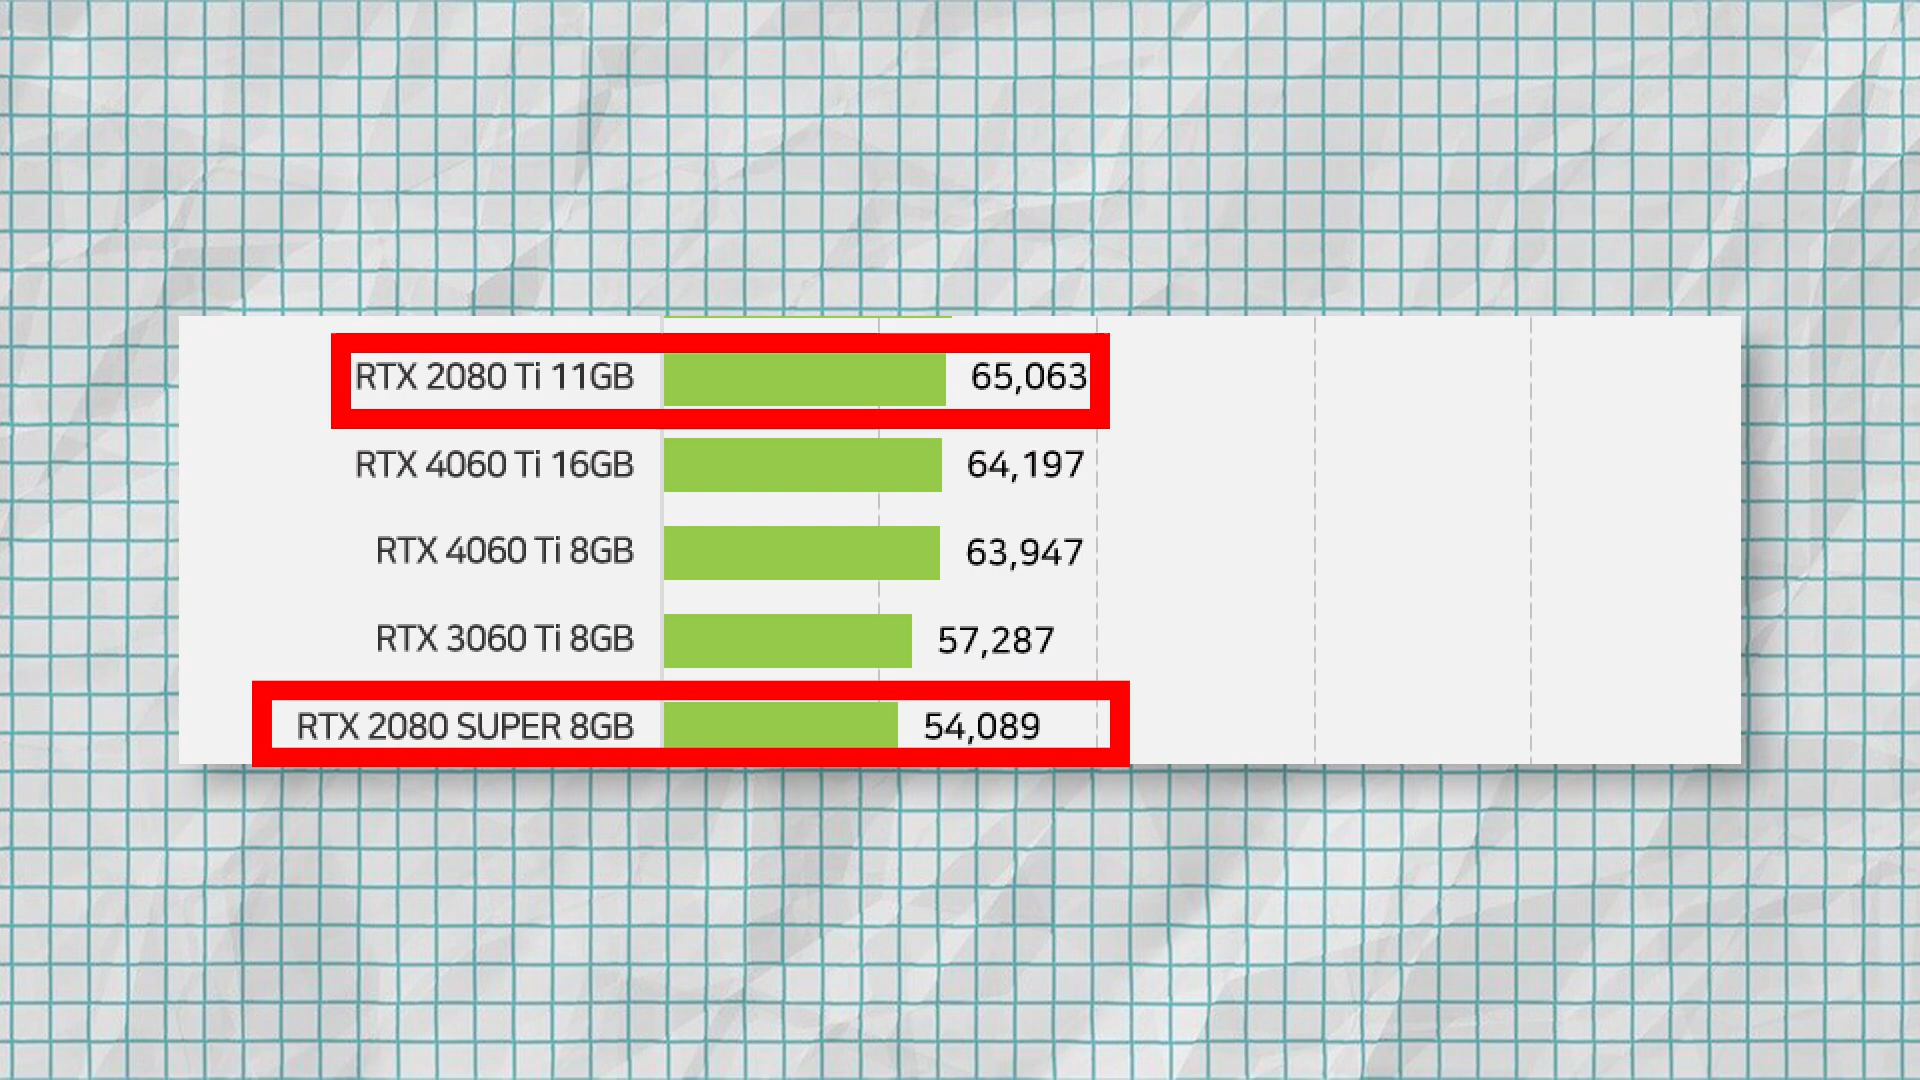 RTX 2080 Ti 11GB 65,063
RTX 4060 Ti 16GB 64,197
RTX 4060 Ti 8GB 63,947
RTX 3060 Ti 8GB 57,287
RTX 2080 SUPER 8GB 54,089